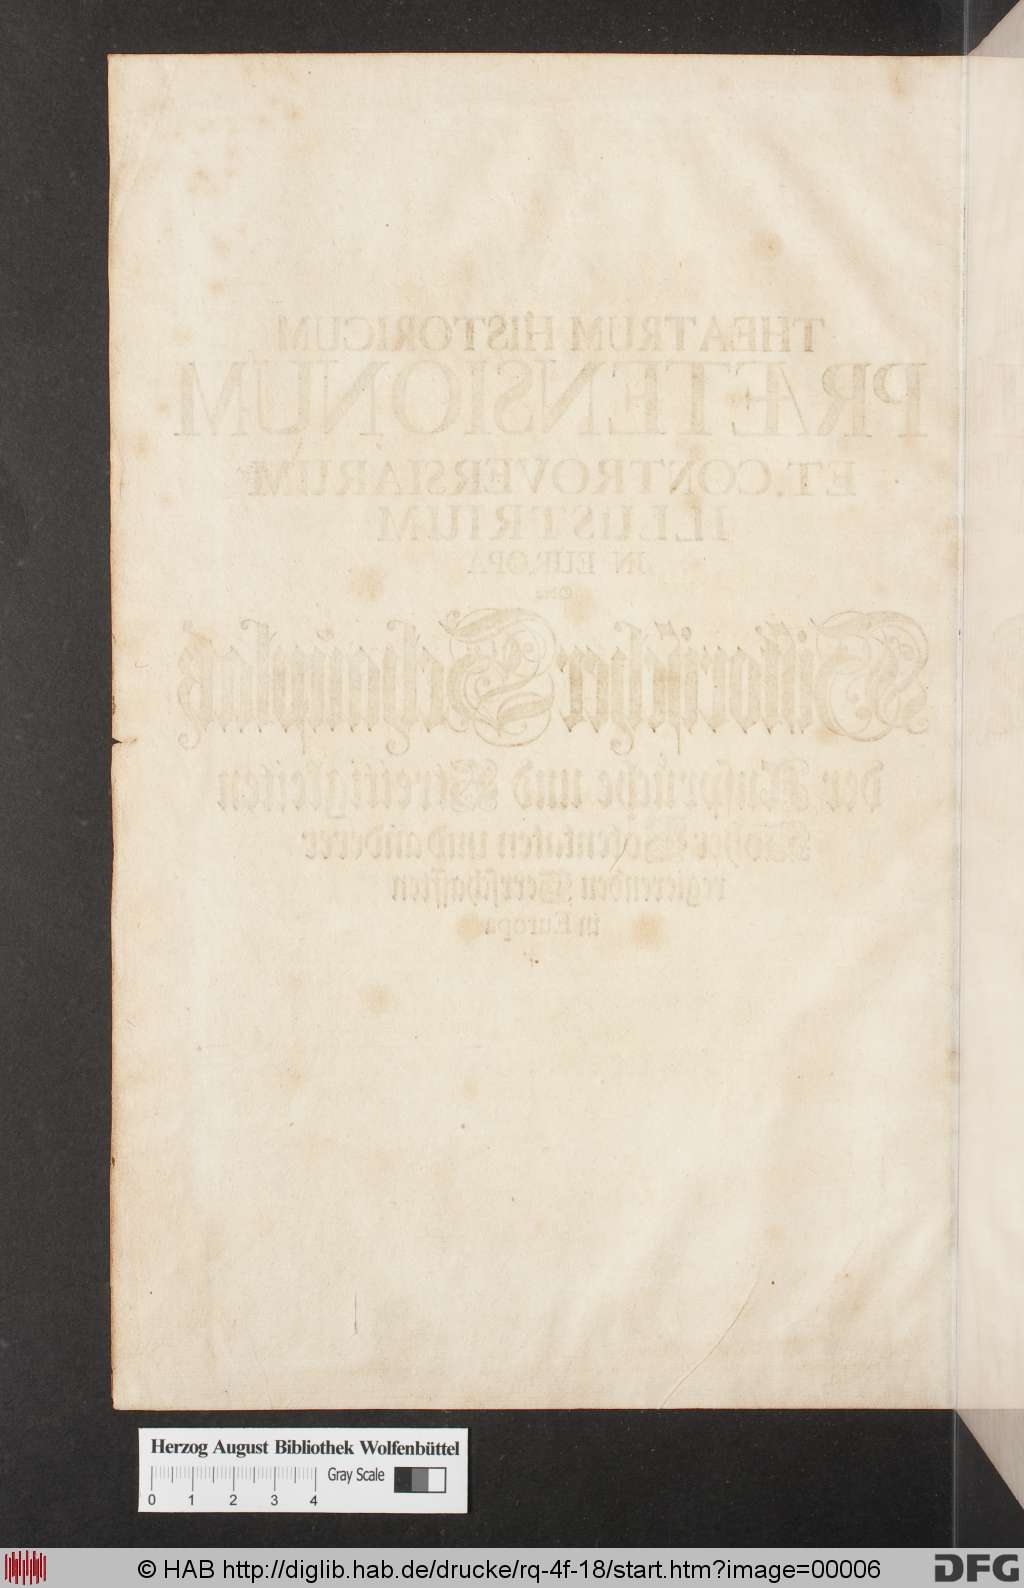 THEATRUM HISTORICUM
PRÆTENSIONUM
ET CONTROVERSIARUM
ILLUSTRIUM
IN EUROPA
Oder
Historischer Schauplatz
der Ansprüche und Streitigkeiten
Hoher Potentaten und anderer
regierenden Herrschafften
in Europa
Herzog August Bibliothek Wolfenbüttel
Gray Scale
0 1 2 3 4
© HAB http://diglib.hab.de/drucke/rq-4f-18/start.htm?image=00006
DFG